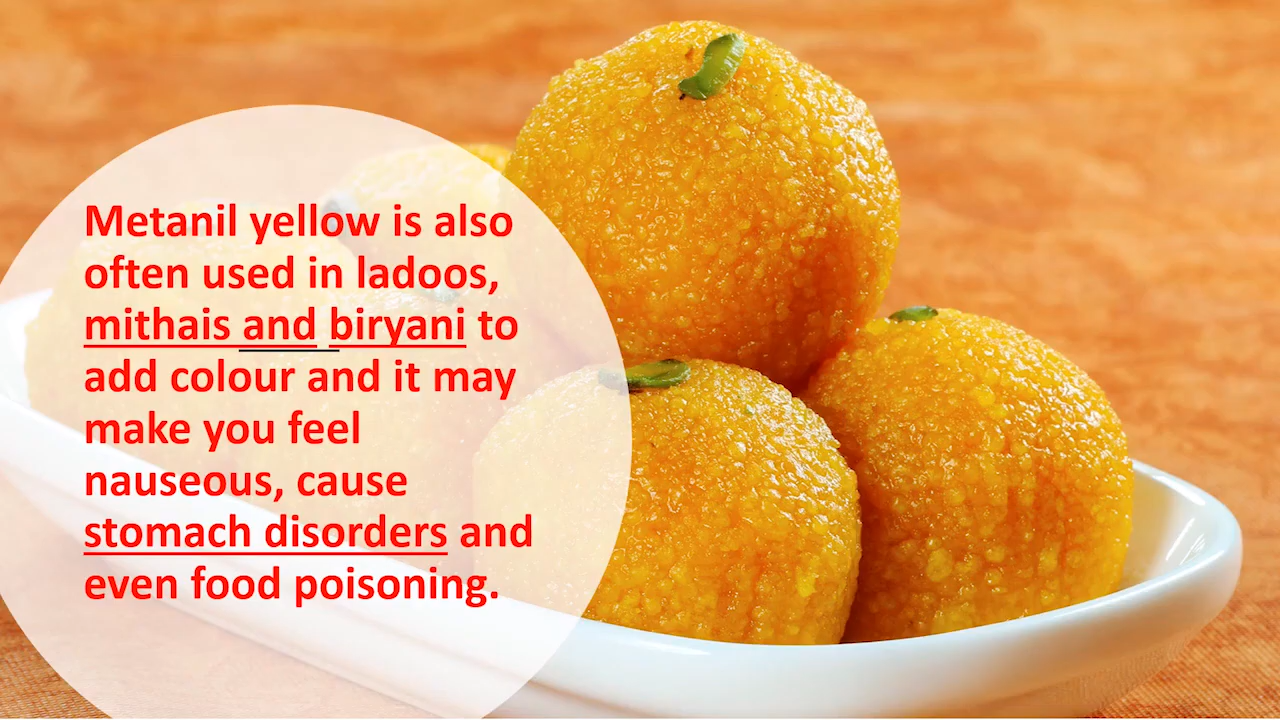 Metanil yellow is also
often used in ladoos,
mithais and biryani to
add colour and it may
make you feel
nauseous, cause
stomach disorders and
even food poisoning.